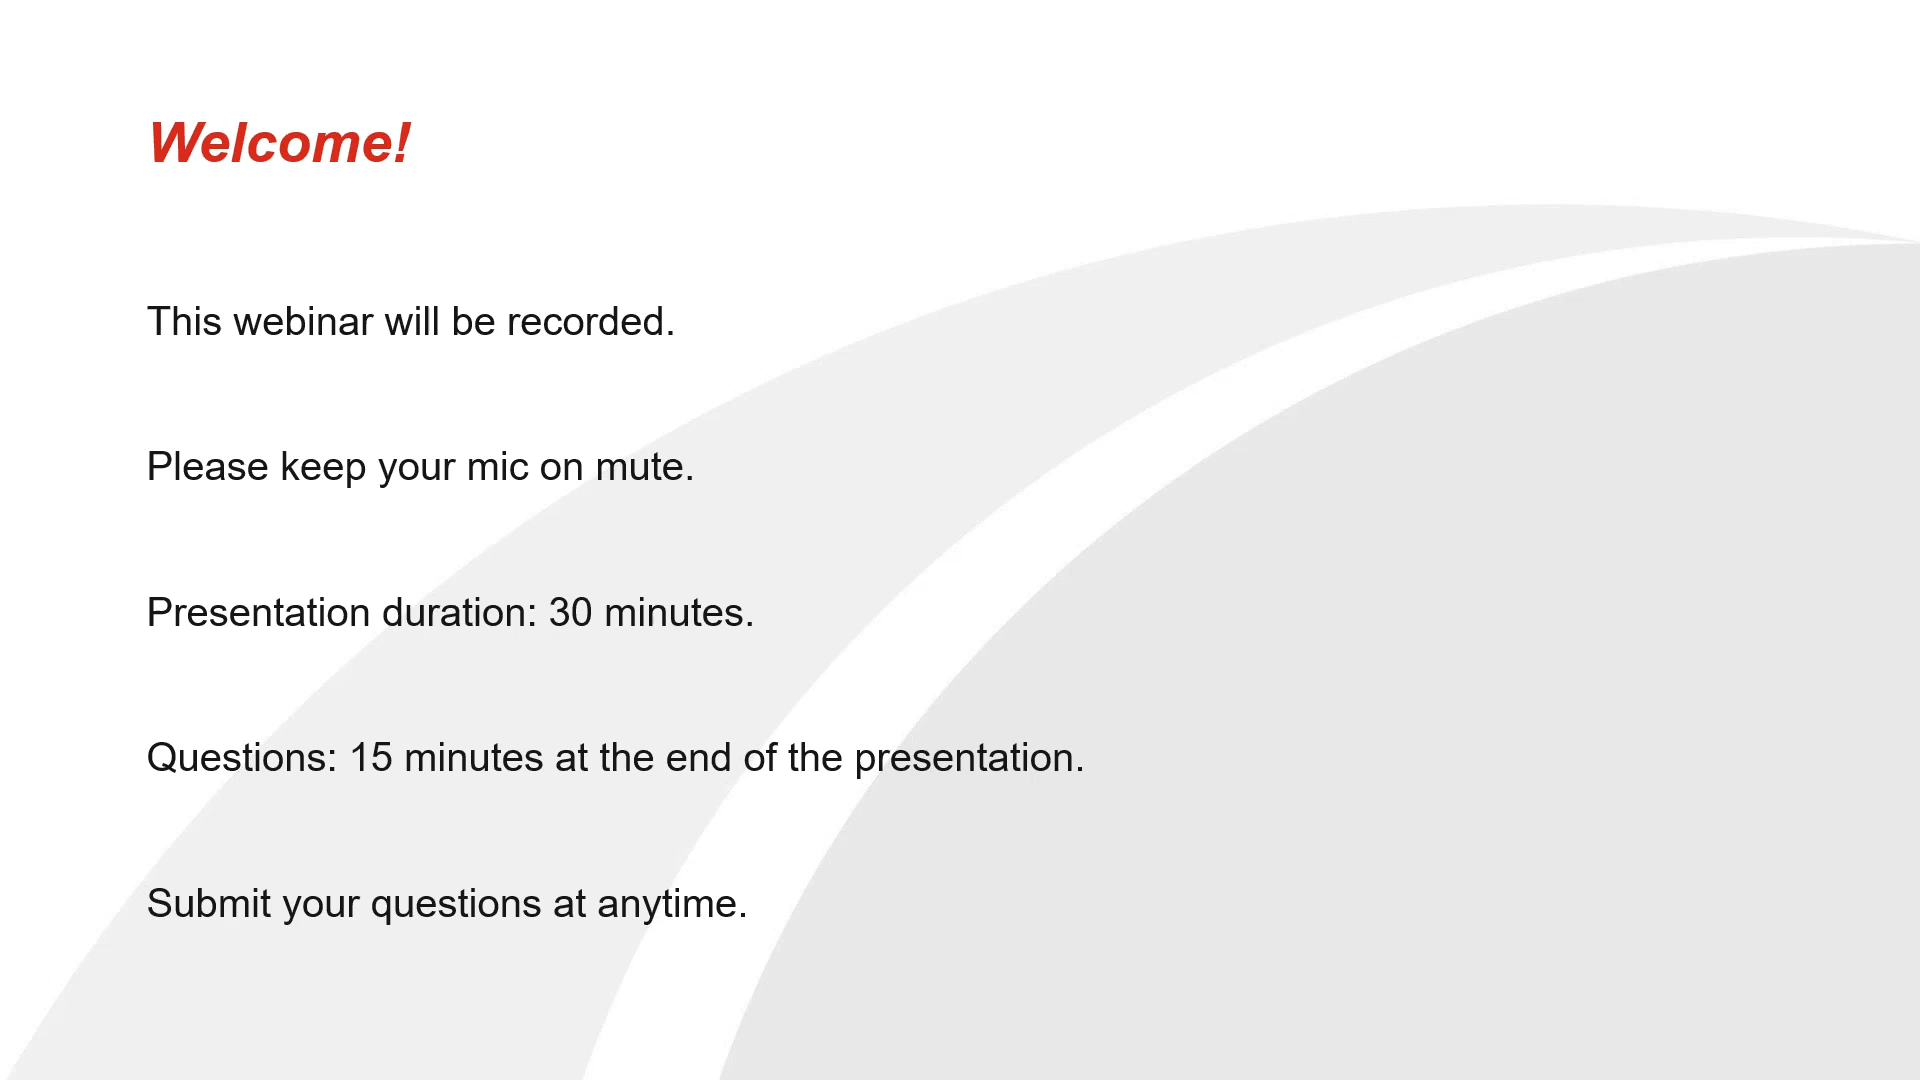 Welcome!
This webinar will be recorded.
Please keep your mic on mute.
Presentation duration: 30 minutes.
Questions: 15 minutes at the end of the presentation.
Submit your questions at anytime.